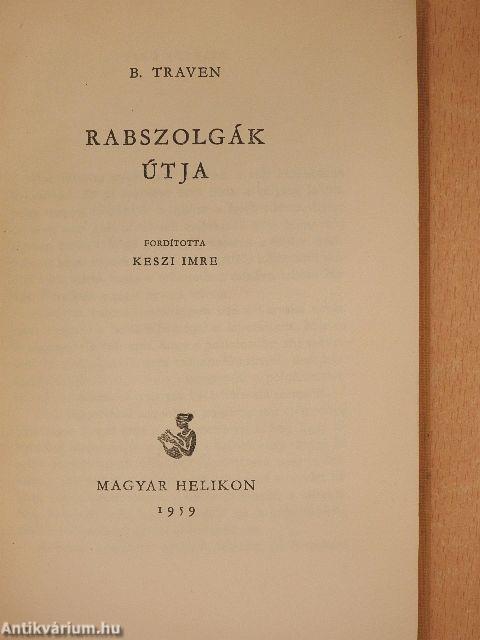 B. TRAVEN
RABSZOLGÁK
ÚTJA
FORDÍTOTTA
KESZI IMRE
MAGYAR HELIKON
1959
Antikvárium.hu